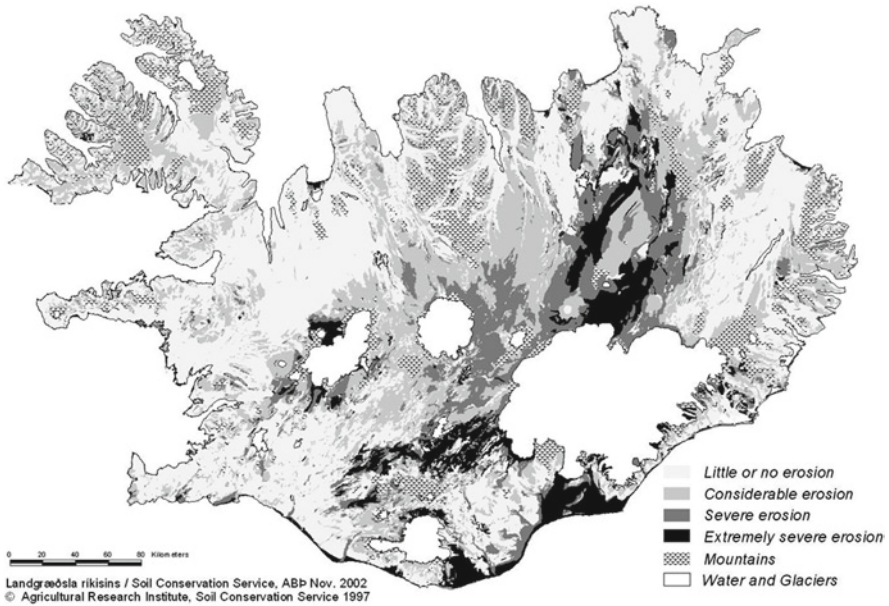 Little or no erosion
Considerable erosion
Severe erosion
Extremely severe erosion
Mountains
Water and Glaciers
0 20 40 60 80 Kilometers
Landgræðsla ríkisins / Soil Conservation Service, ABÞ Nov. 2002
© Agricultural Research Institute, Soil Conservation Service 1997